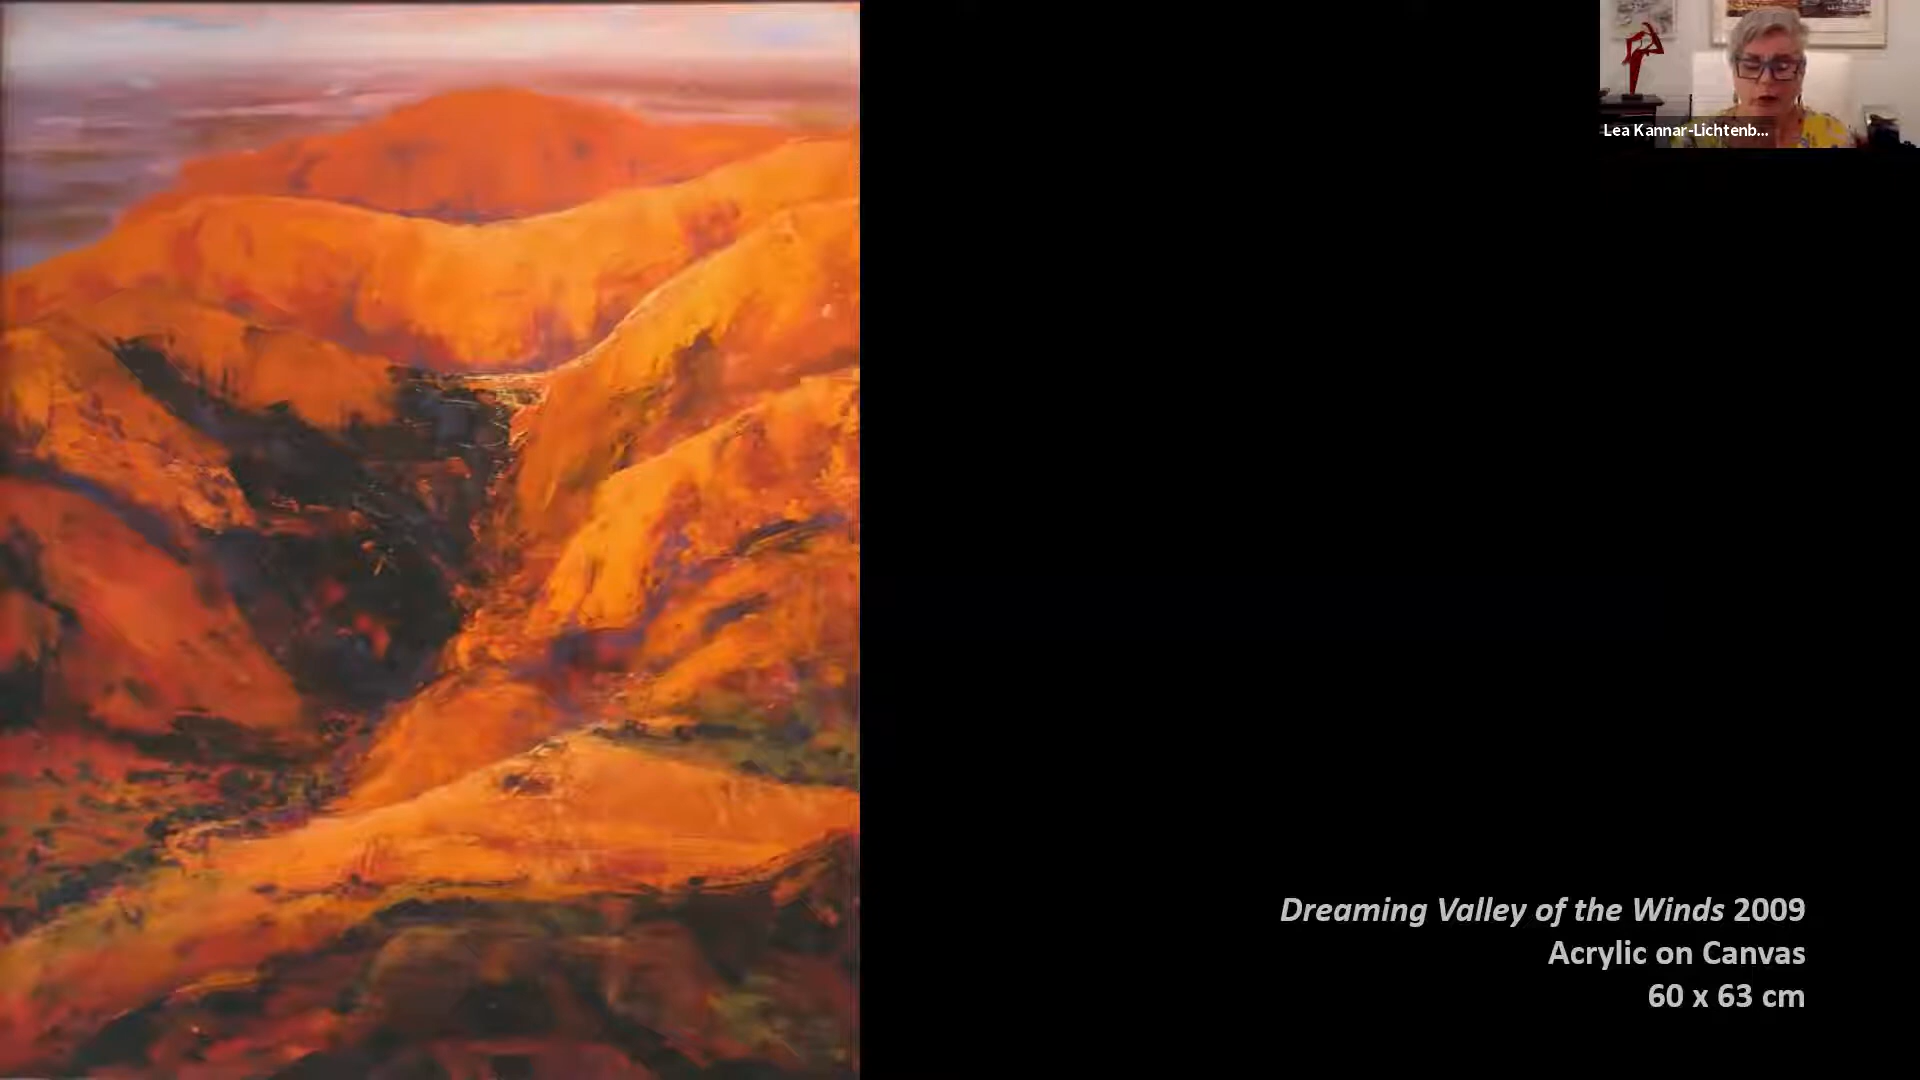 Lea Kannar-Lichtenb...
Dreaming Valley of the Winds 2009
Acrylic on Canvas
60 x 63 cm